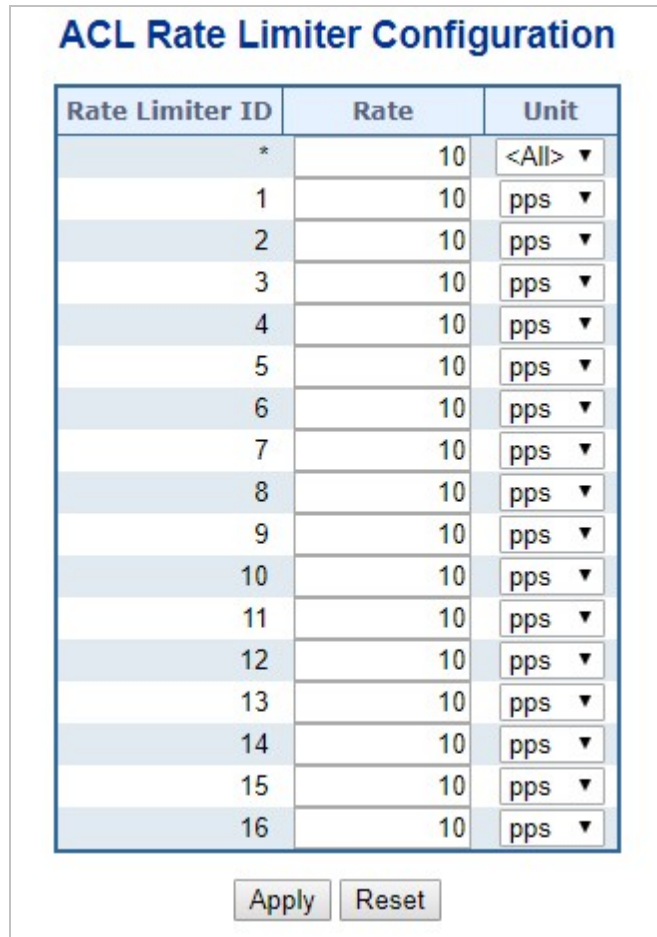 ACL Rate Limiter Configuration
Rate Limiter ID Rate Unit
* 10 <All>
1 10 pps
2 10 pps
3 10 pps
4 10 pps
5 10 pps
6 10 pps
7 10 pps
8 10 pps
9 10 pps
10 10 pps
11 10 pps
12 10 pps
13 10 pps
14 10 pps
15 10 pps
16 10 pps
Apply Reset